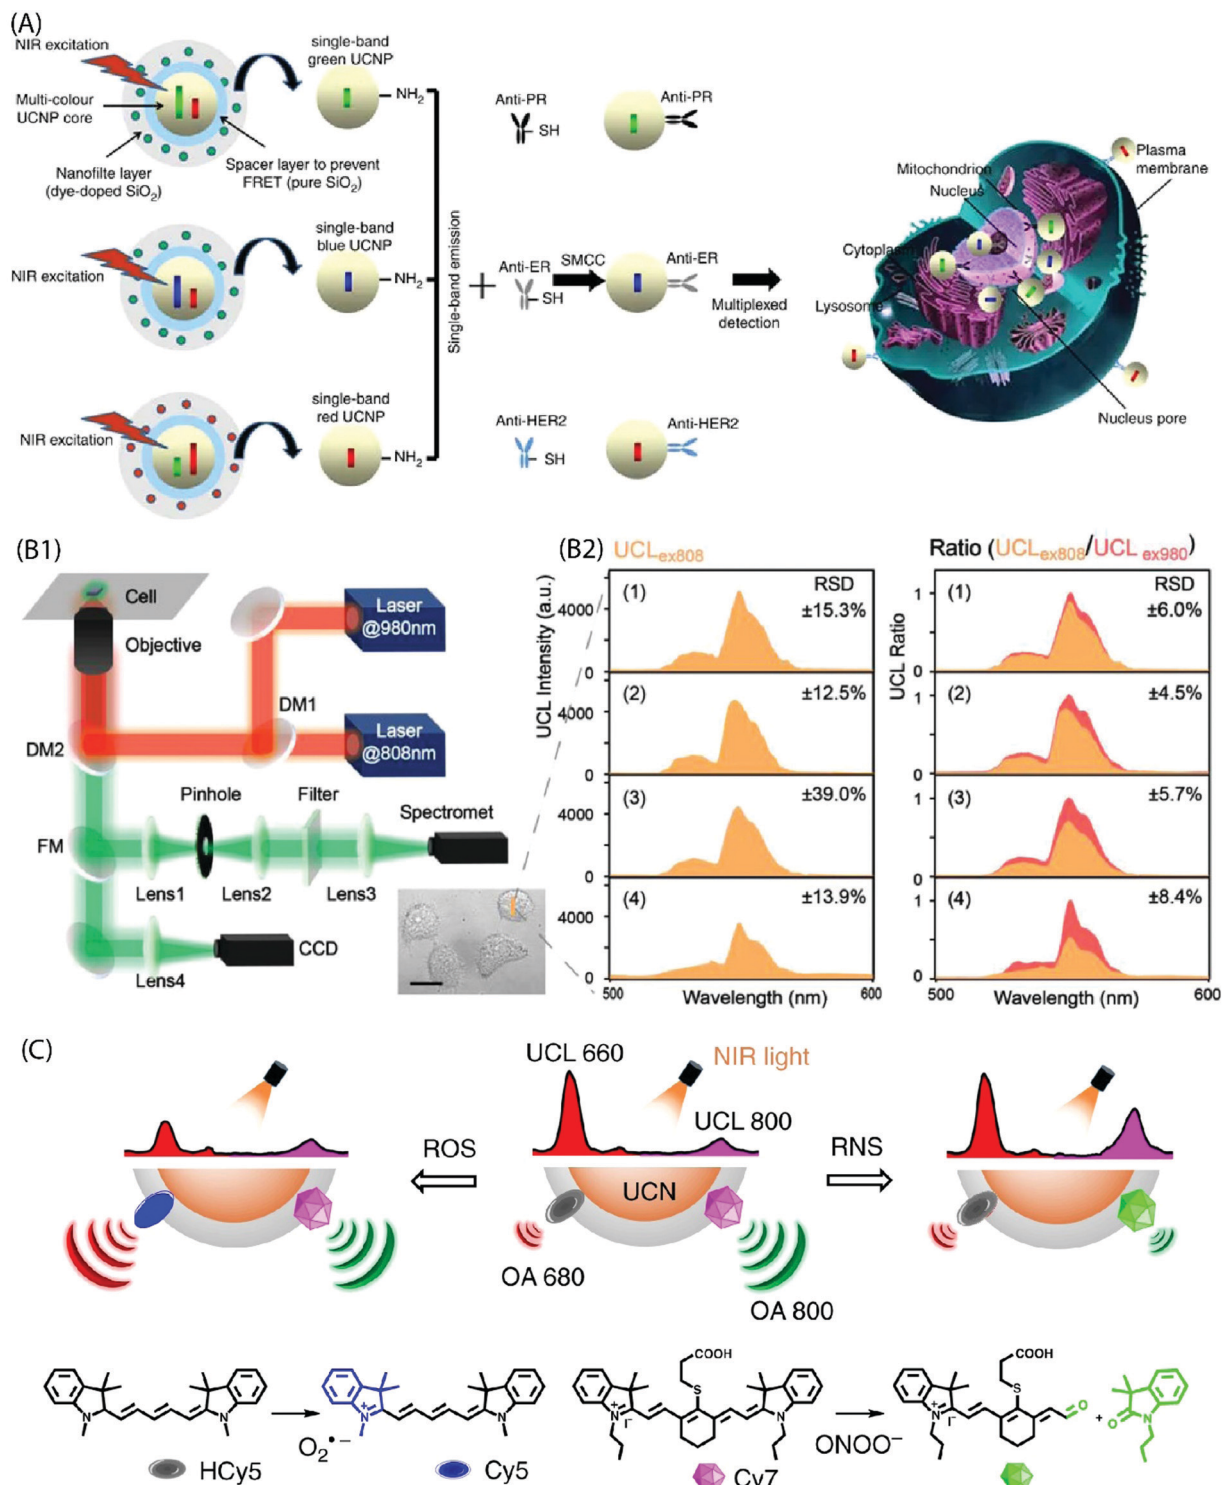 (A)
NIR excitation
Multi-colour
UCNP core
Nanofilte layer
(dye-doped SiO2)
Spacer layer to prevent
FRET (pure SiO2)
single-band
green UCNP
NH2
NIR excitation
single-band
blue UCNP
NH2
NIR excitation
single-band
red UCNP
NH2
Single-band emission
+
Anti-PR
SH
Anti-PR
Anti-ER
SH
SMCC
Anti-ER
Anti-HER2
SH
Anti-HER2
Multiplexed
detection
Mitochondrion
Nucleus
Cytoplasm
Lysosome
Plasma
membrane
Nucleus pore
(B1)
Cell
Objective
Laser
@980nm
DM1
Laser
@808nm
DM2
Pinhole
Filter
Spectromet
FM
Lens1
Lens2
Lens3
CCD
Lens4
(B2)
UCLex808
UCL Intensity (a.u.)
(1)
RSD
±15.3%
4000
0
(2)
±12.5%
4000
0
(3)
±39.0%
4000
0
(4)
±13.9%
4000
0
500
Wavelength (nm)
600
Ratio (UCLex808/UCL ex980)
UCL Ratio
(1)
RSD
±6.0%
1
0
(2)
±4.5%
1
0
(3)
±5.7%
1
0
(4)
±8.4%
1
0
500
Wavelength (nm)
600
(C)
UCL 660
NIR light
UCL 800
ROS
RNS
UCN
OA 680
OA 800
N
N
O2•−
N+
N
COOH
S
N+
I−
N
ONOO−
COOH
S
N+
I−
O
+
O
N
HCy5
Cy5
Cy7